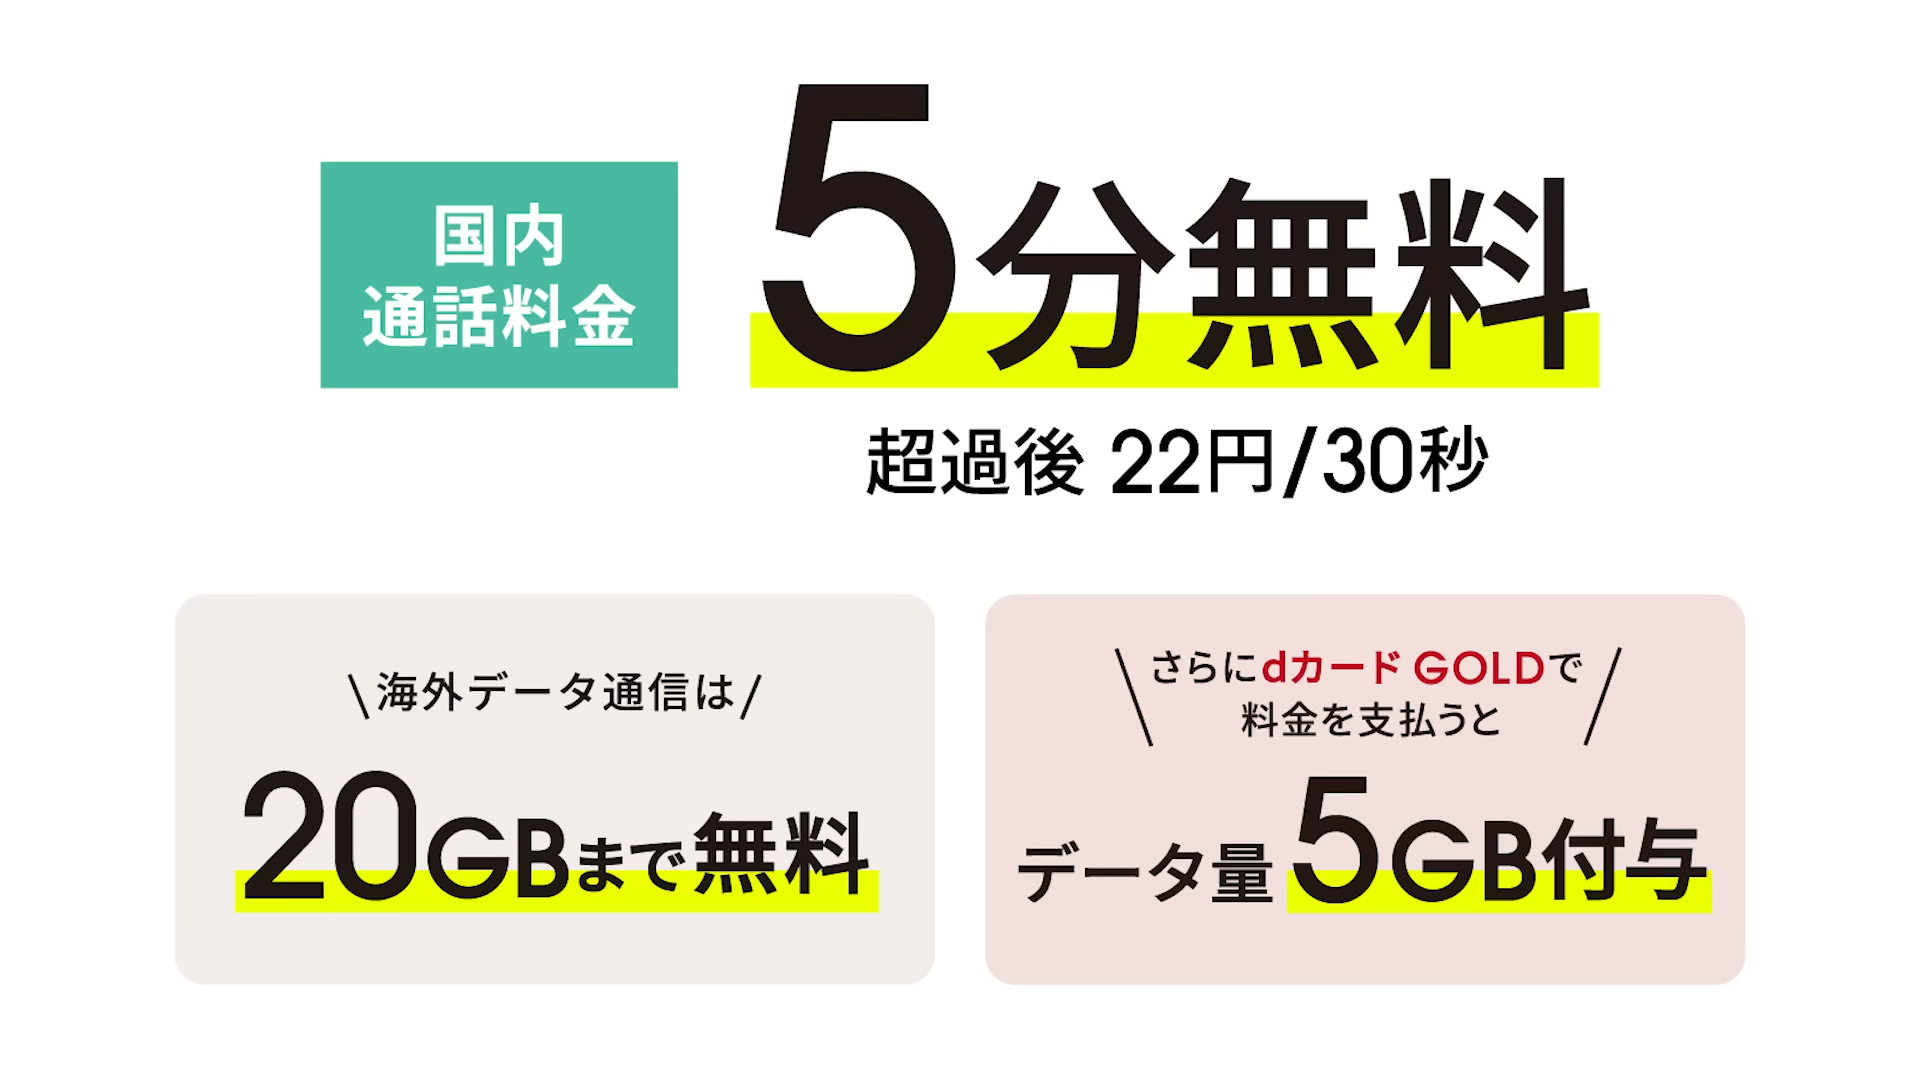 国内
通話料金
5分無料
超過後 22円/30秒
海外データ通信は
20GBまで無料
さらにdカード GOLDで
料金を支払うと
データ量 5GB付与